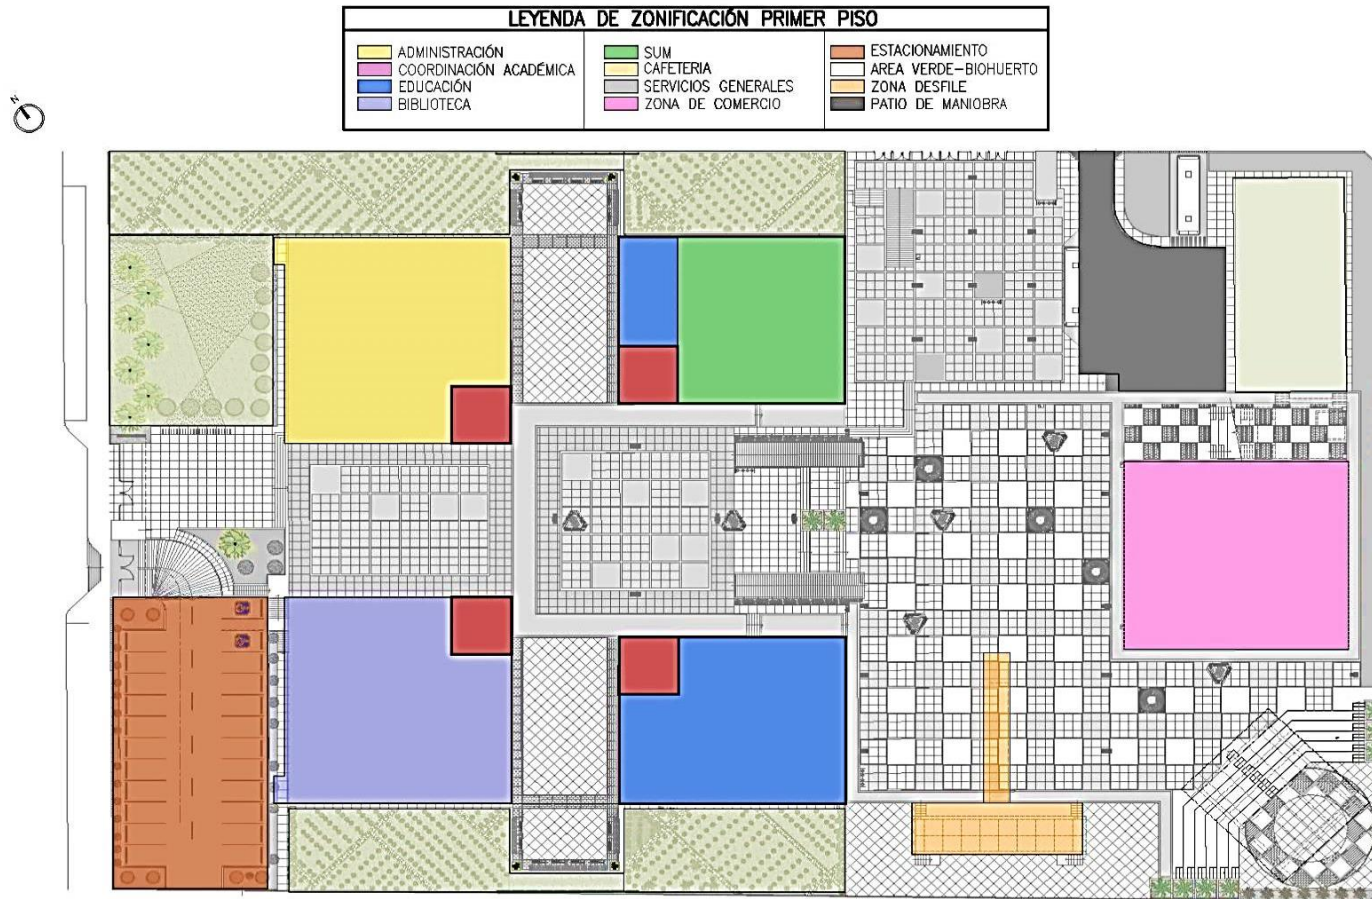 LEYENDA DE ZONIFICACIÓN PRIMER PISO
ADMINISTRACIÓN
COORDINACIÓN ACADÉMICA
EDUCACIÓN
BIBLIOTECA
SUM
CAFETERIA
SERVICIOS GENERALES
ZONA DE COMERCIO
ESTACIONAMIENTO
AREA VERDE-BIOHUERTO
ZONA DESFILE
PATIO DE MANIOBRA
N